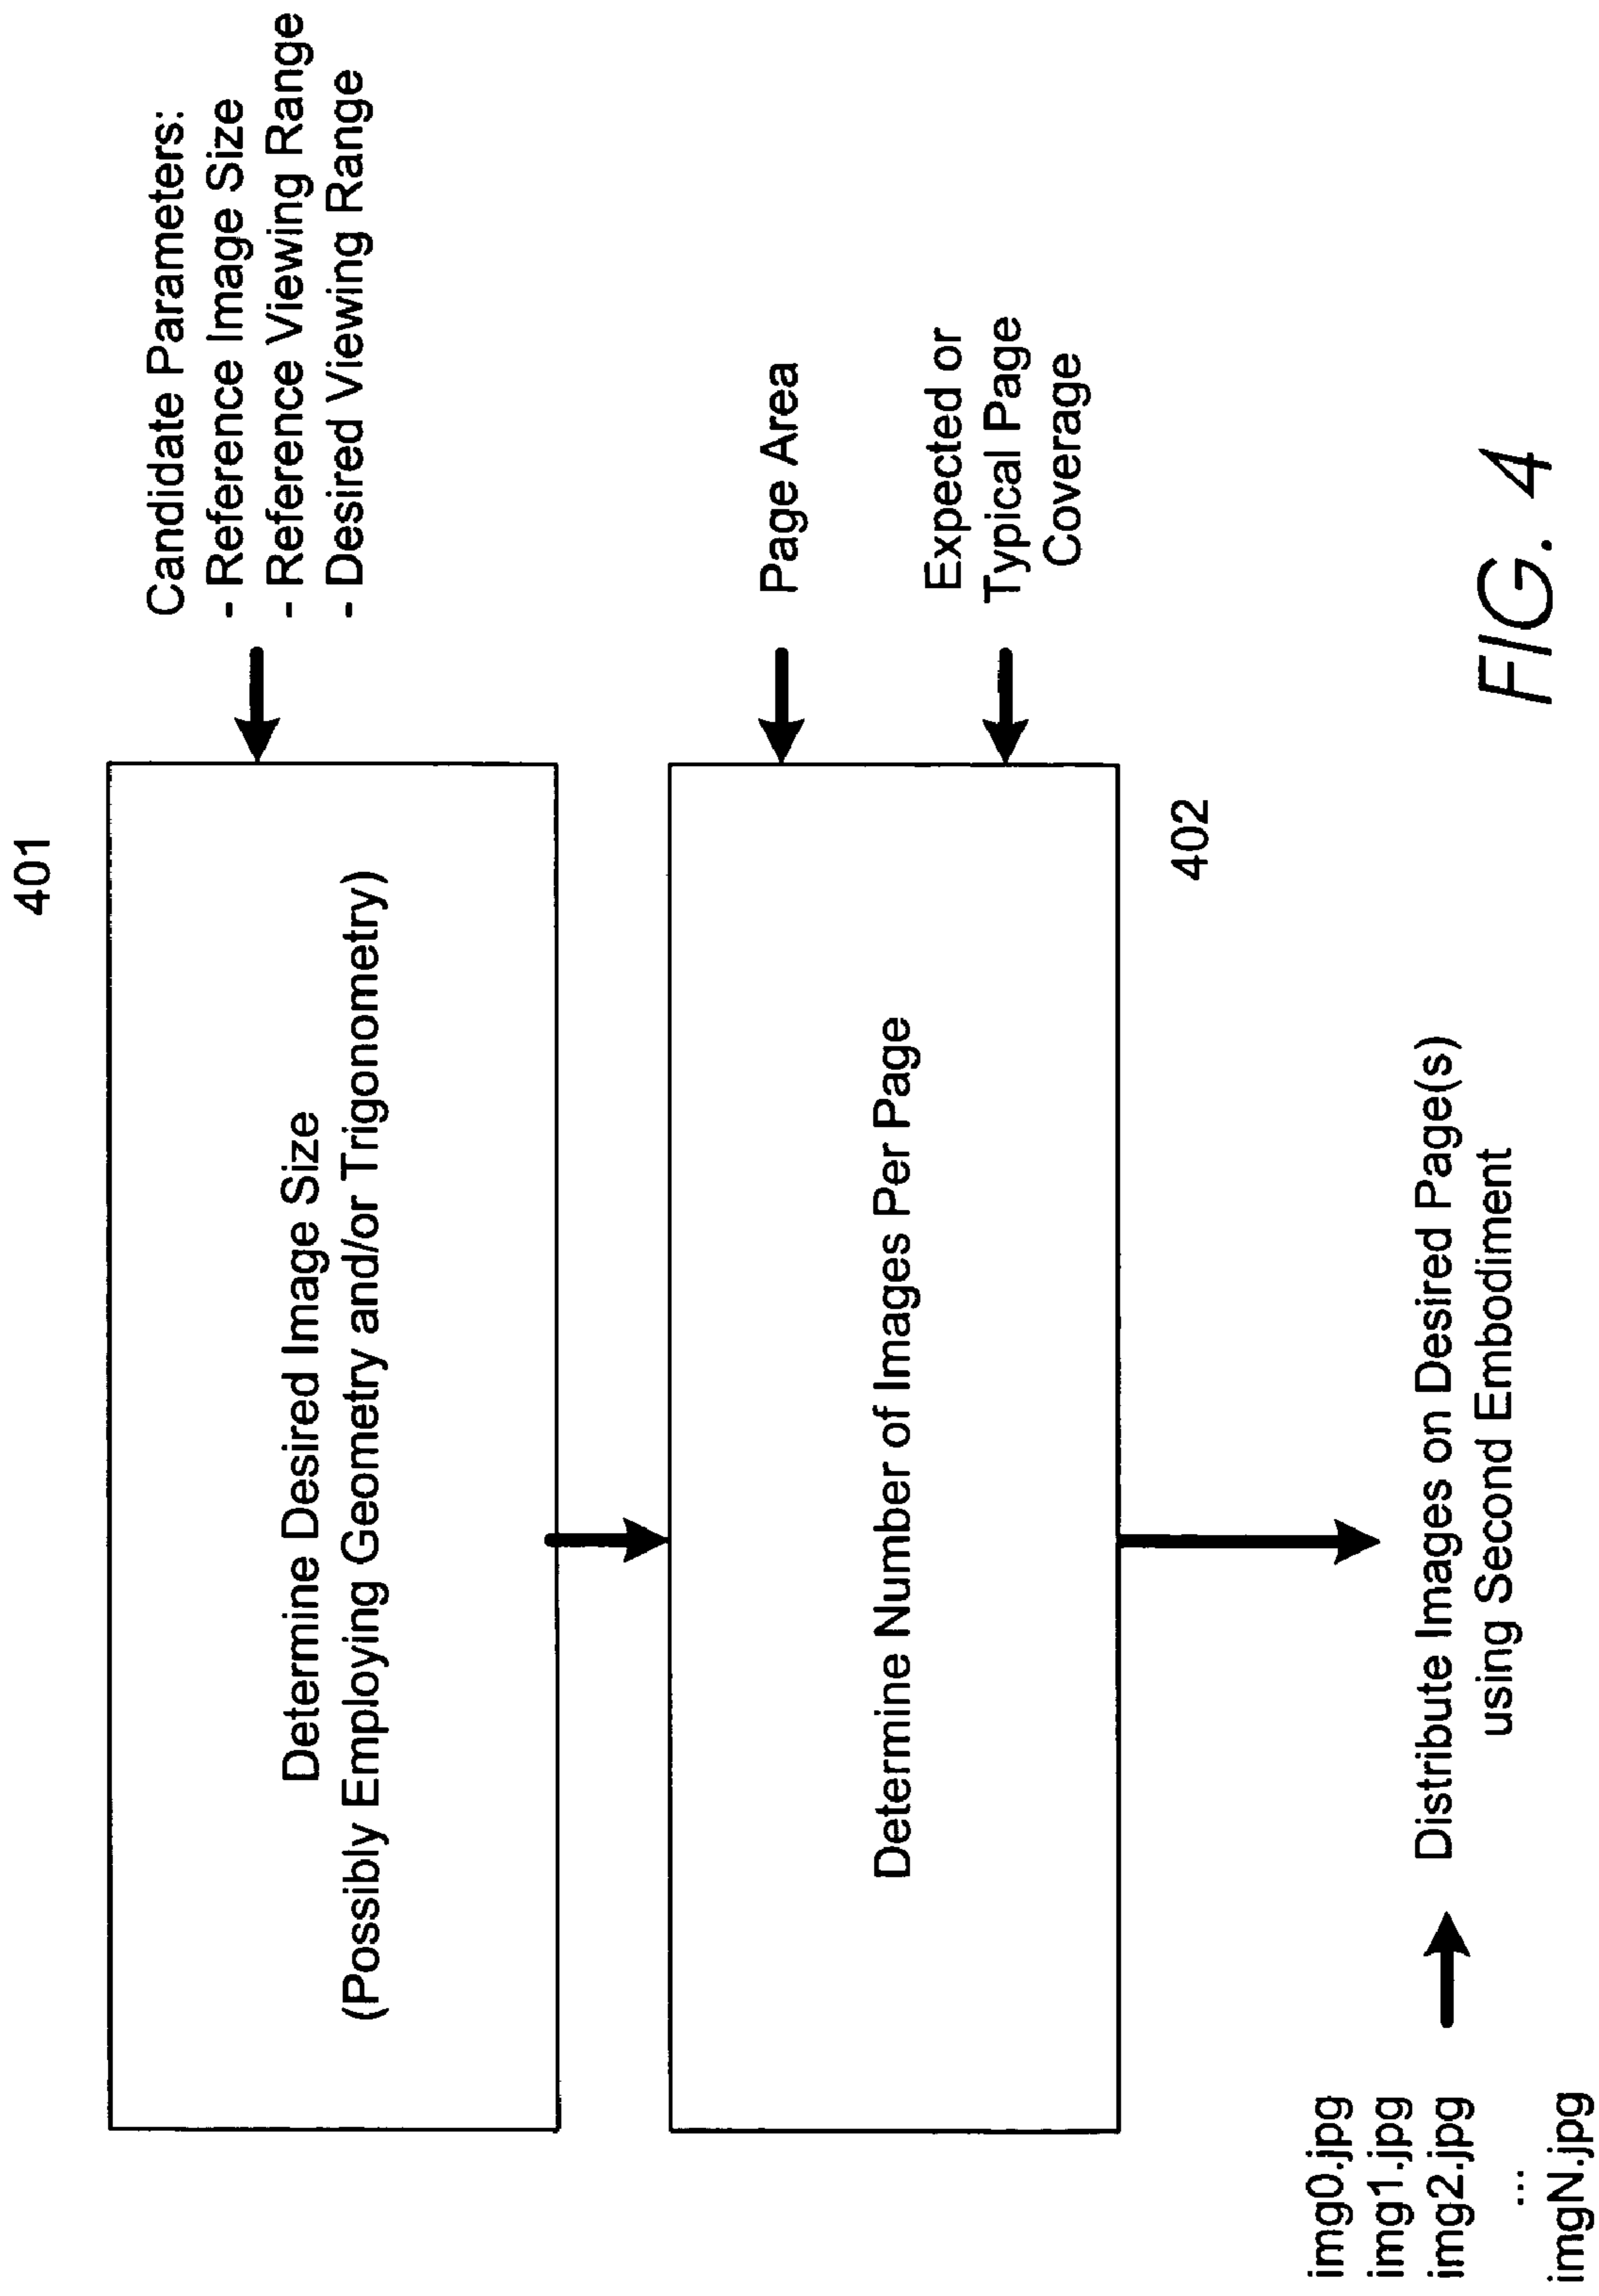 401
Determine Desired Image Size
(Possibly Employing Geometry and/or Trigonometry)
Candidate Parameters:
- Reference Image Size
- Reference Viewing Range
- Desired Viewing Range
Determine Number of Images Per Page
Page Area
Expected or
Typical Page
Coverage
402
img0.jpg
img1.jpg
img2.jpg
...
imgN.jpg
Distribute Images on Desired Page(s)
using Second Embodiment
FIG. 4